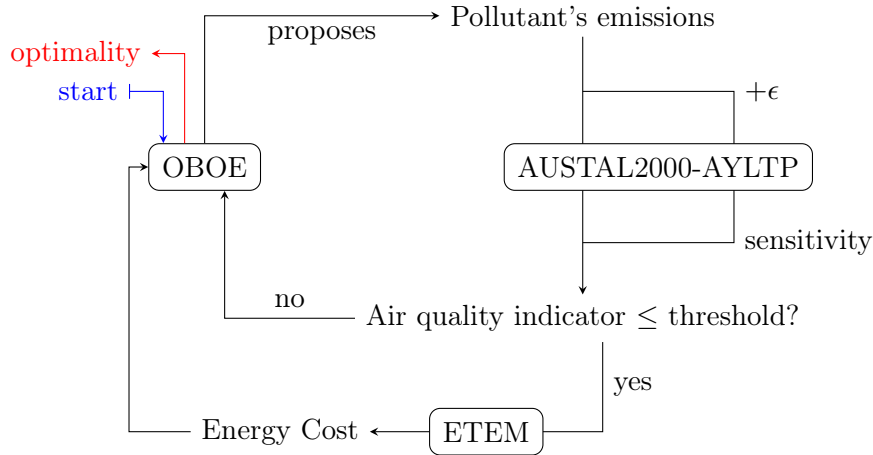 Pollutant's emissions
proposes
optimality
start
+ϵ
OBOE
AUSTAL2000-AYLTP
sensitivity
no
Air quality indicator ≤ threshold?
yes
Energy Cost
ETEM